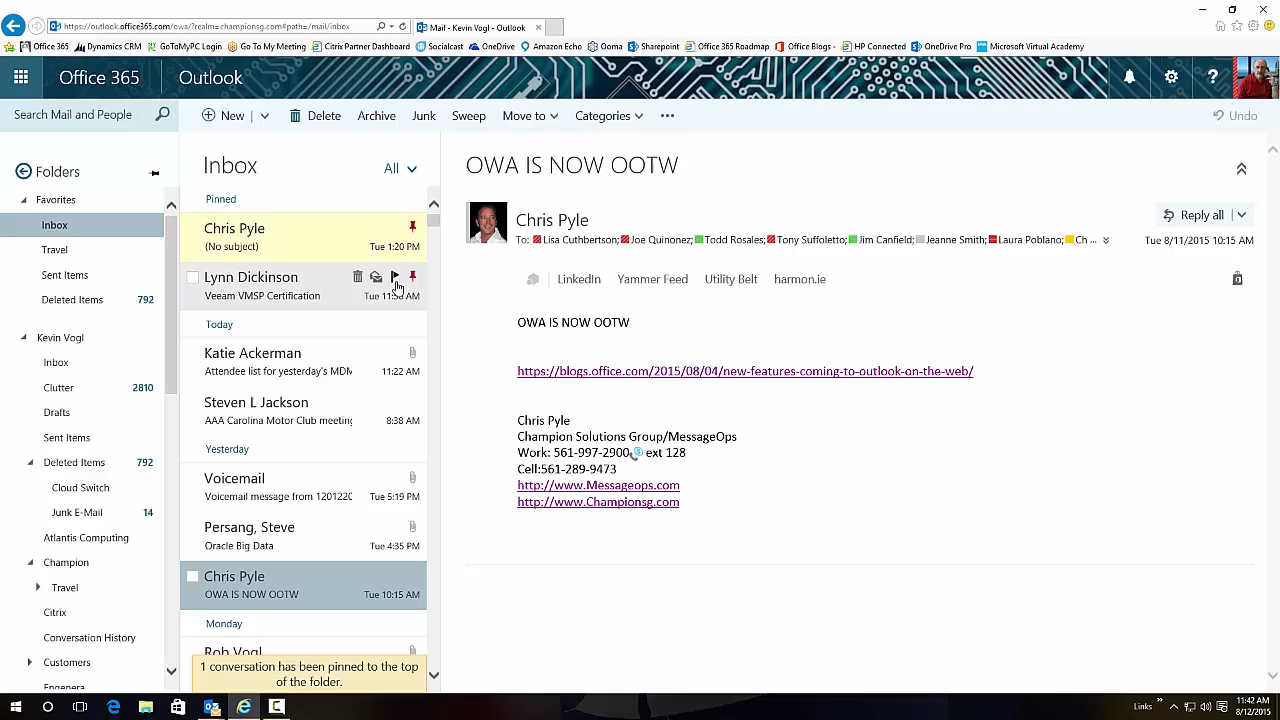 https://outlook.office365.com/owa/?realm=championsg.com#path=/mail/inbox
Mail - Kevin Vogl - Outlook
Office 365
Dynamics CRM
GoToMyPC Login
Go To My Meeting
Citrix Partner Dashboard
Socialcast
OneDrive
Amazon Echo
Ooma
Sharepoint
Office 365 Roadmap
Office Blogs -
HP Connected
OneDrive Pro
Microsoft Virtual Academy
Office 365
Outlook
Search Mail and People
New
Delete
Archive
Junk
Sweep
Move to
Categories
Undo
Folders
Favorites
Inbox
Travel
Sent Items
Deleted Items 792
Kevin Vogl
Inbox
Clutter 2810
Drafts
Sent Items
Deleted Items 792
Cloud Switch
Junk E-Mail 14
Atlantis Computing
Champion
Travel
Citrix
Conversation History
Customers
Engenera
Inbox
All
Pinned
Chris Pyle
(No subject) Tue 1:20 PM
Lynn Dickinson
Veeam VMSP Certification Tue AM
Today
Katie Ackerman
Attendee list for yesterday's MDM 11:22 AM
Steven L Jackson
AAA Carolina Motor Club meeting 8:38 AM
Yesterday
Voicemail
Voicemail message from 1201220 Tue 5:19 PM
Persang, Steve
Oracle Big Data Tue 4:35 PM
Chris Pyle
OWA IS NOW OOTW Tue 10:15 AM
Monday
Rob Vogl
1 conversation has been pinned to the top
of the folder.
OWA IS NOW OOTW
Chris Pyle
Reply all
To: Lisa Cuthbertson; Joe Quinonez; Todd Rosales; Tony Suffoletto; Jim Canfield; Jeanne Smith; Laura Poblano; Ch ...
Tue 8/11/2015 10:15 AM
LinkedIn
Yammer Feed
Utility Belt
harmon.ie
OWA IS NOW OOTW
https://blogs.office.com/2015/08/04/new-features-coming-to-outlook-on-the-web/
Chris Pyle
Champion Solutions Group/MessageOps
Work: 561-997-2900 ext 128
Cell:561-289-9473
http://www.Messageops.com
http://www.Championsg.com
Links
11:42 AM
8/12/2015